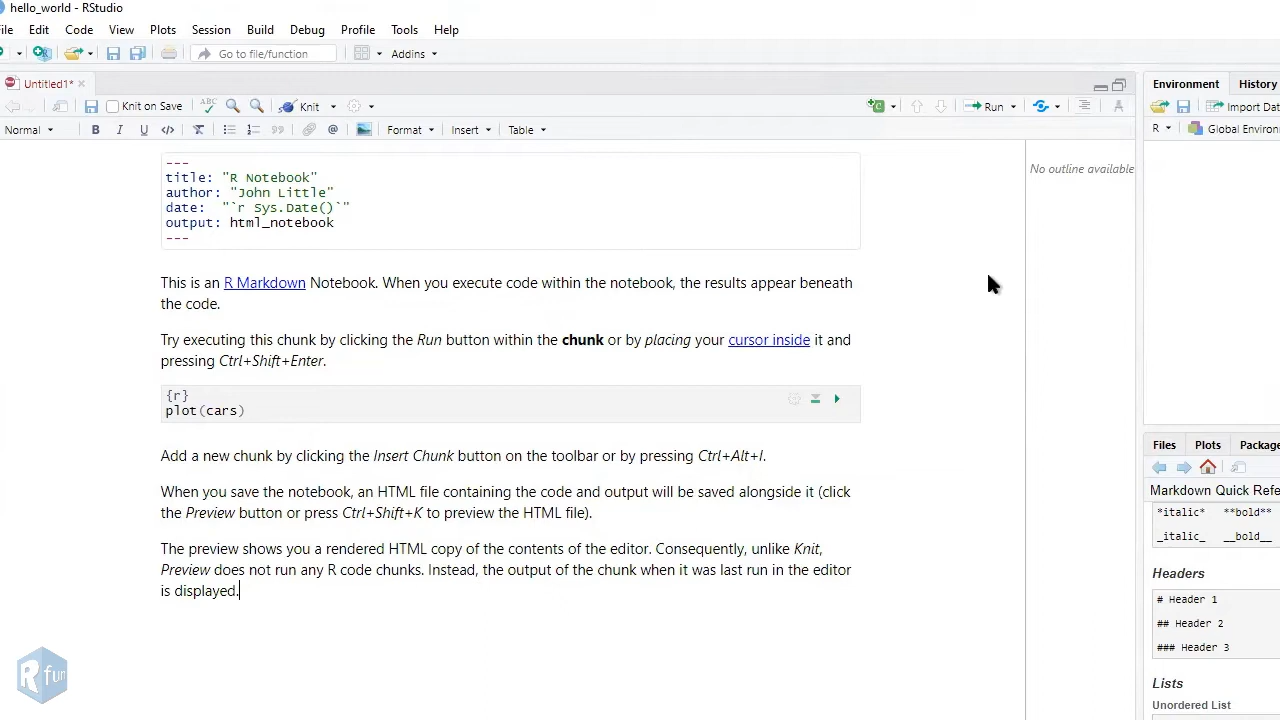 hello_world - RStudio
File Edit Code View Plots Session Build Debug Profile Tools Help
Go to file/function Addins
Untitled1*
Knit on Save ABC Knit Run
Normal B I U </> Format Insert Table
---
title: "R Notebook"
author: "John Little"
date: "`r Sys.Date()`"
output: html_notebook
---
This is an R Markdown Notebook. When you execute code within the notebook, the results appear beneath
the code.
Try executing this chunk by clicking the Run button within the chunk or by placing your cursor inside it and
pressing Ctrl+Shift+Enter.
{r}
plot(cars)
Add a new chunk by clicking the Insert Chunk button on the toolbar or by pressing Ctrl+Alt+I.
When you save the notebook, an HTML file containing the code and output will be saved alongside it (click
the Preview button or press Ctrl+Shift+K to preview the HTML file).
The preview shows you a rendered HTML copy of the contents of the editor. Consequently, unlike Knit,
Preview does not run any R code chunks. Instead, the output of the chunk when it was last run in the editor
is displayed.
No outline available
Environment History
Import Dat
R Global Environ
Files Plots Package
Markdown Quick Refe
*italic* **bold**
_italic_ __bold__
Headers
# Header 1
## Header 2
### Header 3
Lists
Unordered List
R fun